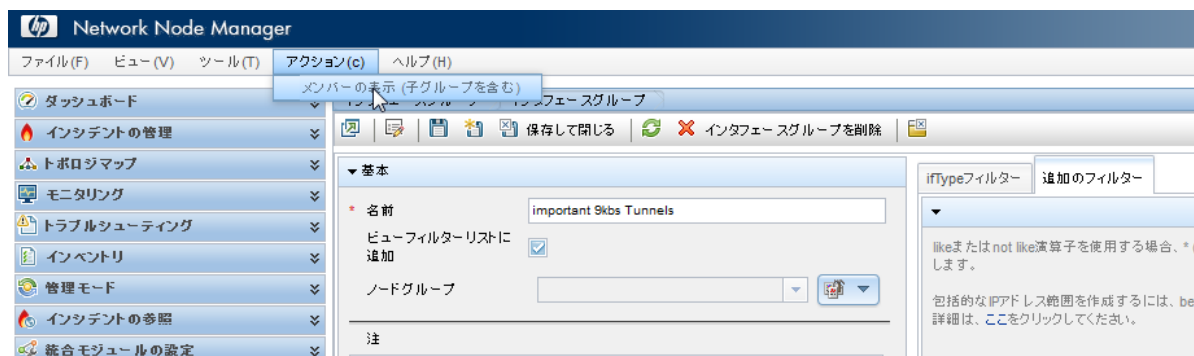 hp Network Node Manager
ファイル(F) ビュー(V) ツール(T) アクション(c) ヘルプ(H)
メンバーの表示 (子グループを含む)
ダッシュボード
インシデントの管理
トポロジマップ
モニタリング
トラブルシューティング
インベントリ
管理モード
インシデントの参照
統合モジュールの設定
保存して閉じる インタフェースグループを削除
▼基本
* 名前 important 9kbs Tunnels
ビューフィルターリストに
追加
ノードグループ
注
ifTypeフィルター 追加のフィルター
likeまたはnot like演算子を使用する場合、*
します。
包括的なIPアドレス範囲を作成するには、be
詳細は、ここをクリックしてください。